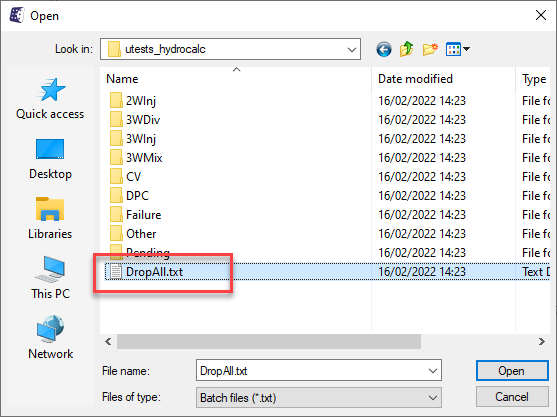 Open
Look in: utests_hydrocalc
Name Date modified Type
2WInj 16/02/2022 14:23 File fo
3WDiv 16/02/2022 14:23 File fo
3WInj 16/02/2022 14:23 File fo
3WMix 16/02/2022 14:23 File fo
CV 16/02/2022 14:23 File fo
DPC 16/02/2022 14:23 File fo
Failure 16/02/2022 14:23 File fo
Other 16/02/2022 14:23 File fo
Pending 16/02/2022 14:23 File fo
DropAll.txt 16/02/2022 14:23 Text D
Quick access
Desktop
Libraries
This PC
Network
File name: DropAll.txt Open
Files of type: Batch files (*.txt) Cancel